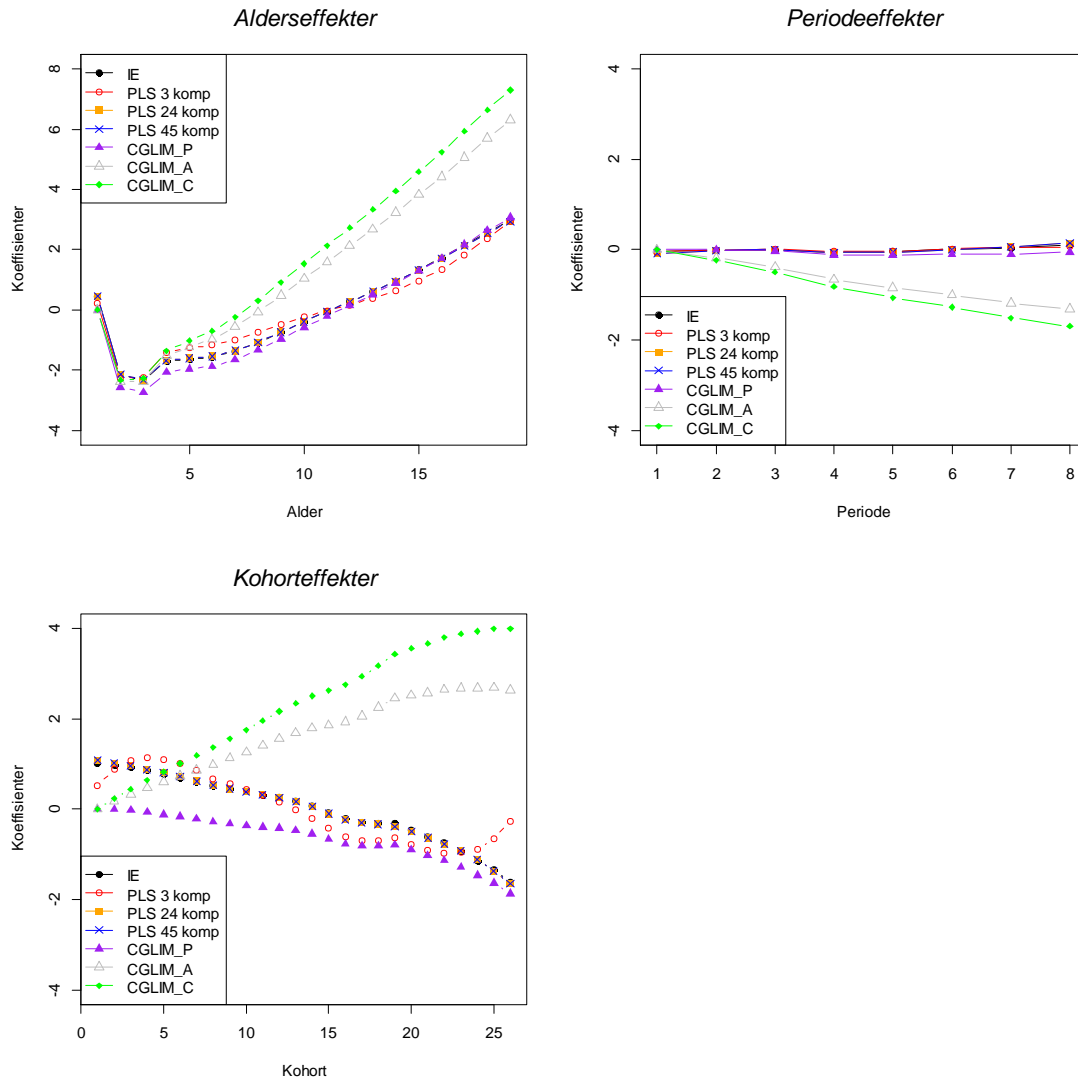 Alderseffekter
8
6
4
2
0
-2
-4
Koeffisienter
IE
PLS 3 komp
PLS 24 komp
PLS 45 komp
CGLIM_P
CGLIM_A
CGLIM_C
5
10
15
Alder
Periodeeffekter
4
2
0
-2
-4
Koeffisienter
IE
PLS 3 komp
PLS 24 komp
PLS 45 komp
CGLIM_P
CGLIM_A
CGLIM_C
1
2
3
4
5
6
7
8
Periode
Kohorteffekter
4
2
0
-2
-4
Koeffisienter
IE
PLS 3 komp
PLS 24 komp
PLS 45 komp
CGLIM_P
CGLIM_A
CGLIM_C
0
5
10
15
20
25
Kohort